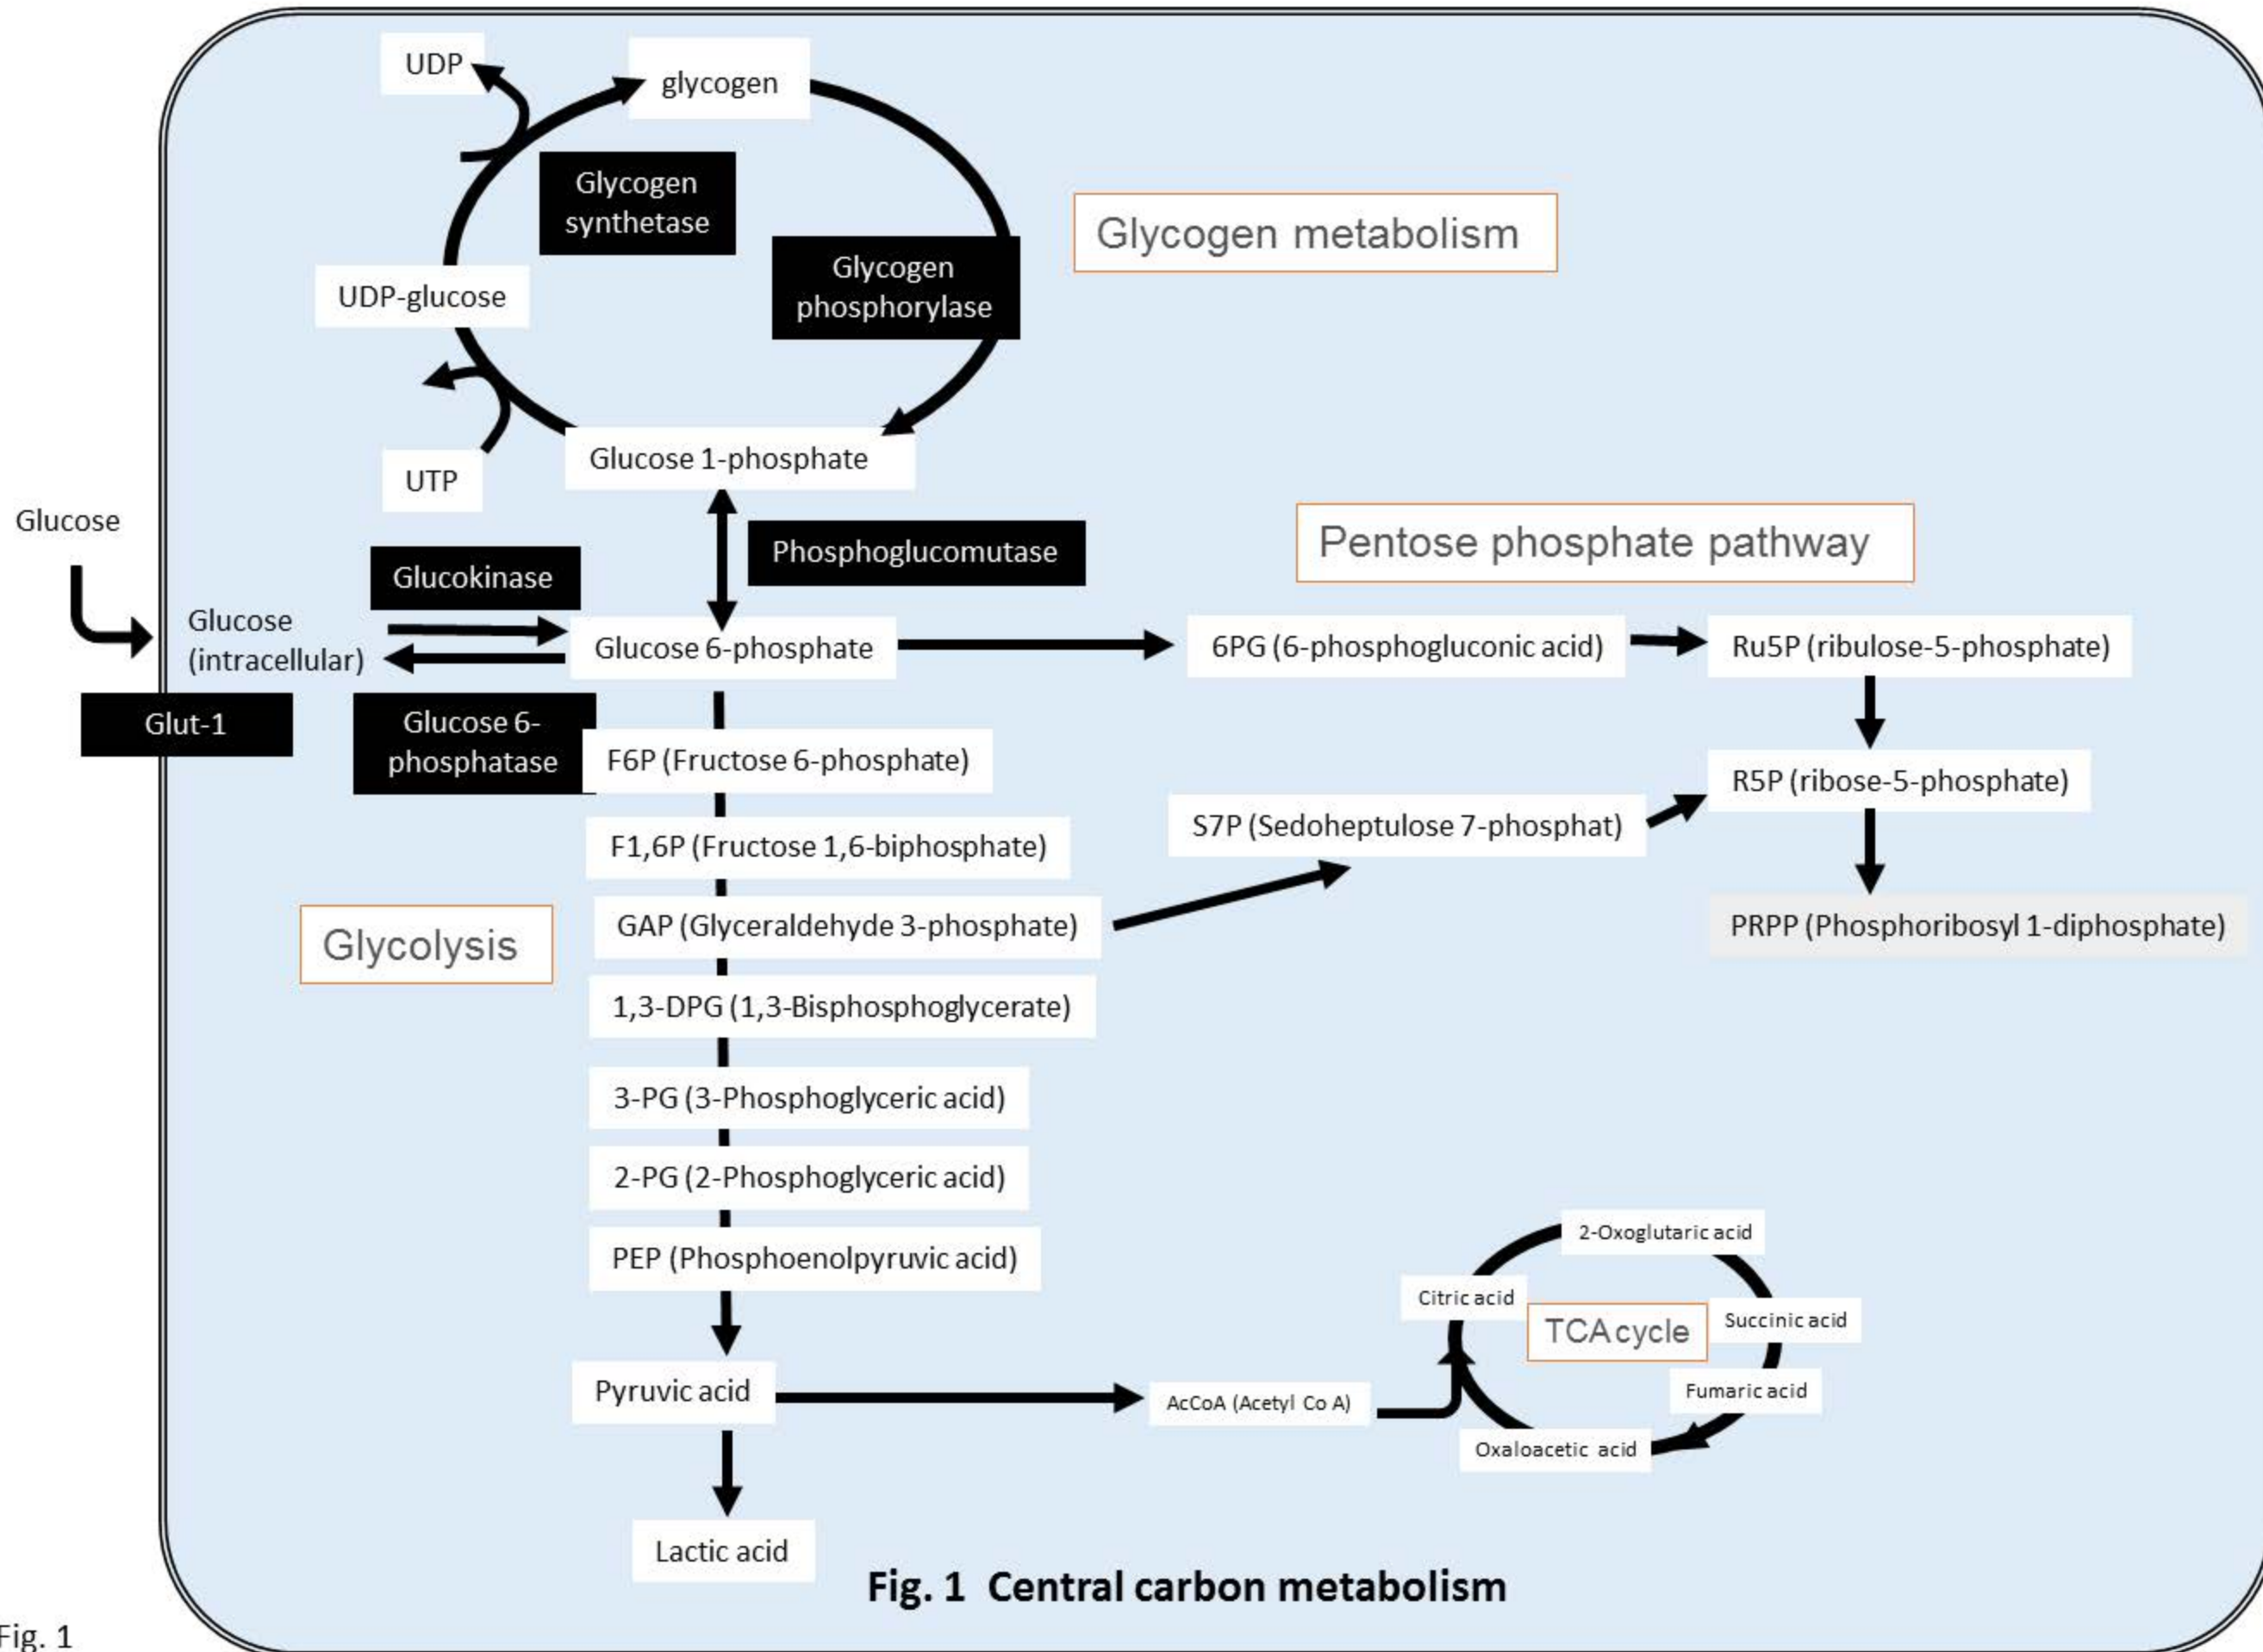 UDP
glycogen
Glycogen
synthetase
Glycogen metabolism
Glycogen
phosphorylase
UDP-glucose
Glucose 1-phosphate
UTP
Glucose
Phosphoglucomutase
Pentose phosphate pathway
Glucokinase
Glucose
(intracellular)
Glucose 6-phosphate
6PG (6-phosphogluconic acid)
Ru5P (ribulose-5-phosphate)
Glut-1
Glucose 6-
phosphatase
F6P (Fructose 6-phosphate)
R5P (ribose-5-phosphate)
S7P (Sedoheptulose 7-phosphat)
F1,6P (Fructose 1,6-biphosphate)
GAP (Glyceraldehyde 3-phosphate)
PRPP (Phosphoribosyl 1-diphosphate)
Glycolysis
1,3-DPG (1,3-Bisphosphoglycerate)
3-PG (3-Phosphoglyceric acid)
2-PG (2-Phosphoglyceric acid)
PEP (Phosphoenolpyruvic acid)
2-Oxoglutaric acid
Citric acid
TCA cycle
Succinic acid
Fumaric acid
Pyruvic acid
AcCoA (Acetyl Co A)
Oxaloacetic acid
Lactic acid
Fig. 1 Central carbon metabolism
Fig. 1